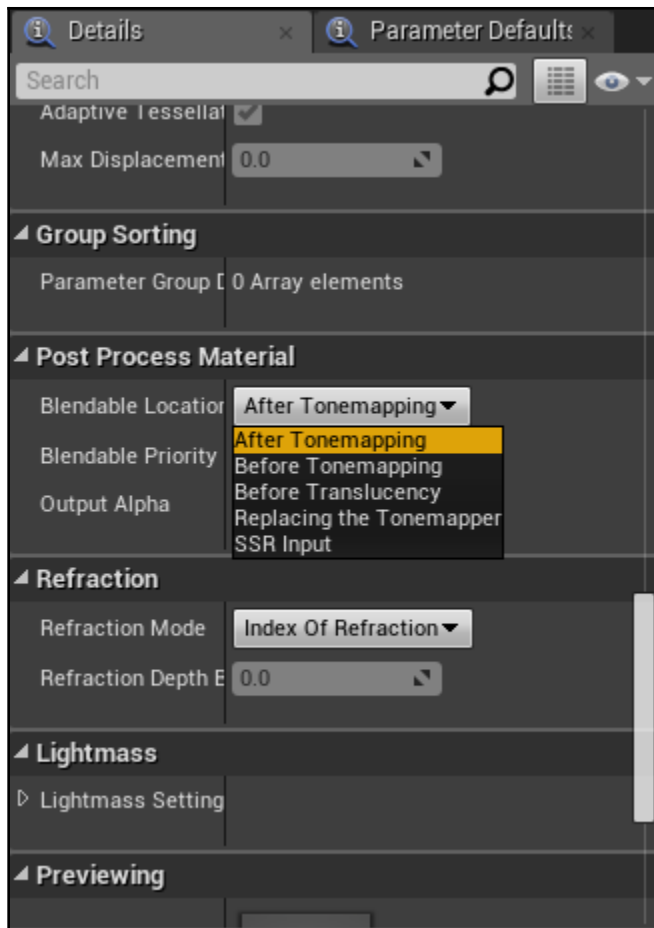 Details
Parameter Defaults
Search
Adaptive Tessellat
Max Displacement 0.0
Group Sorting
Parameter Group D 0 Array elements
Post Process Material
Blendable Location After Tonemapping
After Tonemapping
Blendable Priority
Before Tonemapping
Before Translucency
Output Alpha
Replacing the Tonemapper
SSR Input
Refraction
Refraction Mode Index Of Refraction
Refraction Depth B 0.0
Lightmass
Lightmass Setting
Previewing